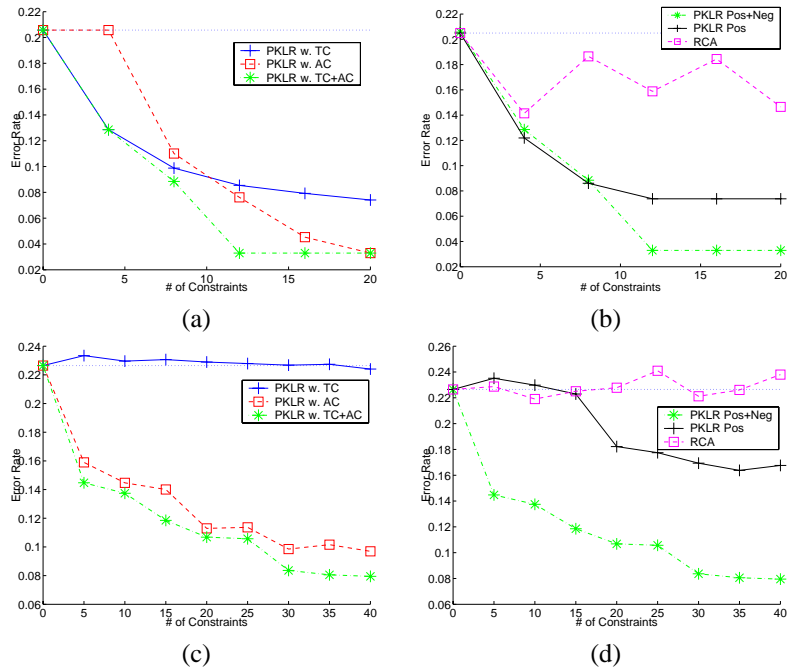 0.22
0.2
0.18
0.16
0.14
0.12
0.1
0.08
0.06
0.04
0.02
Error Rate
0
5
10
15
20
# of Constraints
PKLR w. TC
PKLR w. AC
PKLR w. TC+AC
(a)
0.22
0.2
0.18
0.16
0.14
0.12
0.1
0.08
0.06
0.04
0.02
Error Rate
0
5
10
15
20
# of Constraints
PKLR Pos+Neg
PKLR Pos
RCA
(b)
0.24
0.22
0.2
0.18
0.16
0.14
0.12
0.1
0.08
0.06
Error Rate
0
5
10
15
20
25
30
35
40
# of Constraints
PKLR w. TC
PKLR w. AC
PKLR w. TC+AC
(c)
0.26
0.24
0.22
0.2
0.18
0.16
0.14
0.12
0.1
0.08
0.06
Error Rate
0
5
10
15
20
25
30
35
40
# of Constraints
PKLR Pos+Neg
PKLR Pos
RCA
(d)